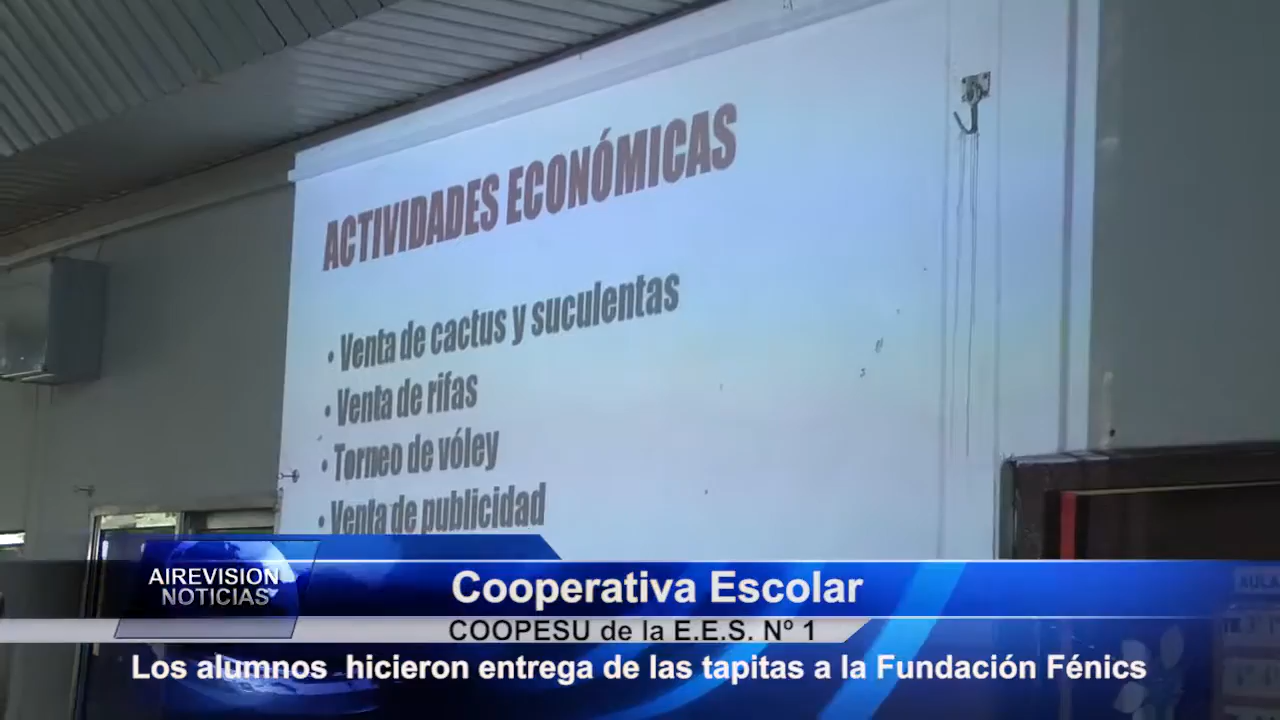 ACTIVIDADES ECONÓMICAS
• Venta de cactus y suculentas
• Venta de rifas
• Torneo de vóley
• Venta de publicidad
AIREVISION
NOTICIAS
Cooperativa Escolar
COOPESU de la E.E.S. Nº 1
Los alumnos hicieron entrega de las tapitas a la Fundación Fénics
AULA